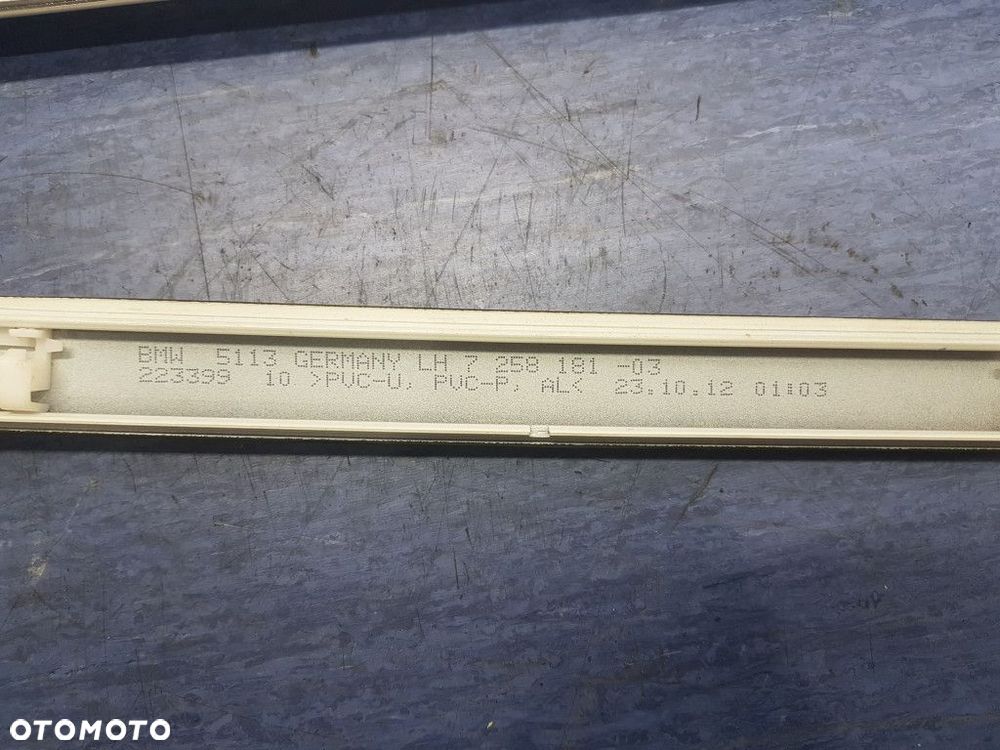 BMW 5113 GERMANY LH 7 258 181 -03
223399 10 >PVC-U, PVC-P, AL< 23.10.12 01:03
OTOMOTO